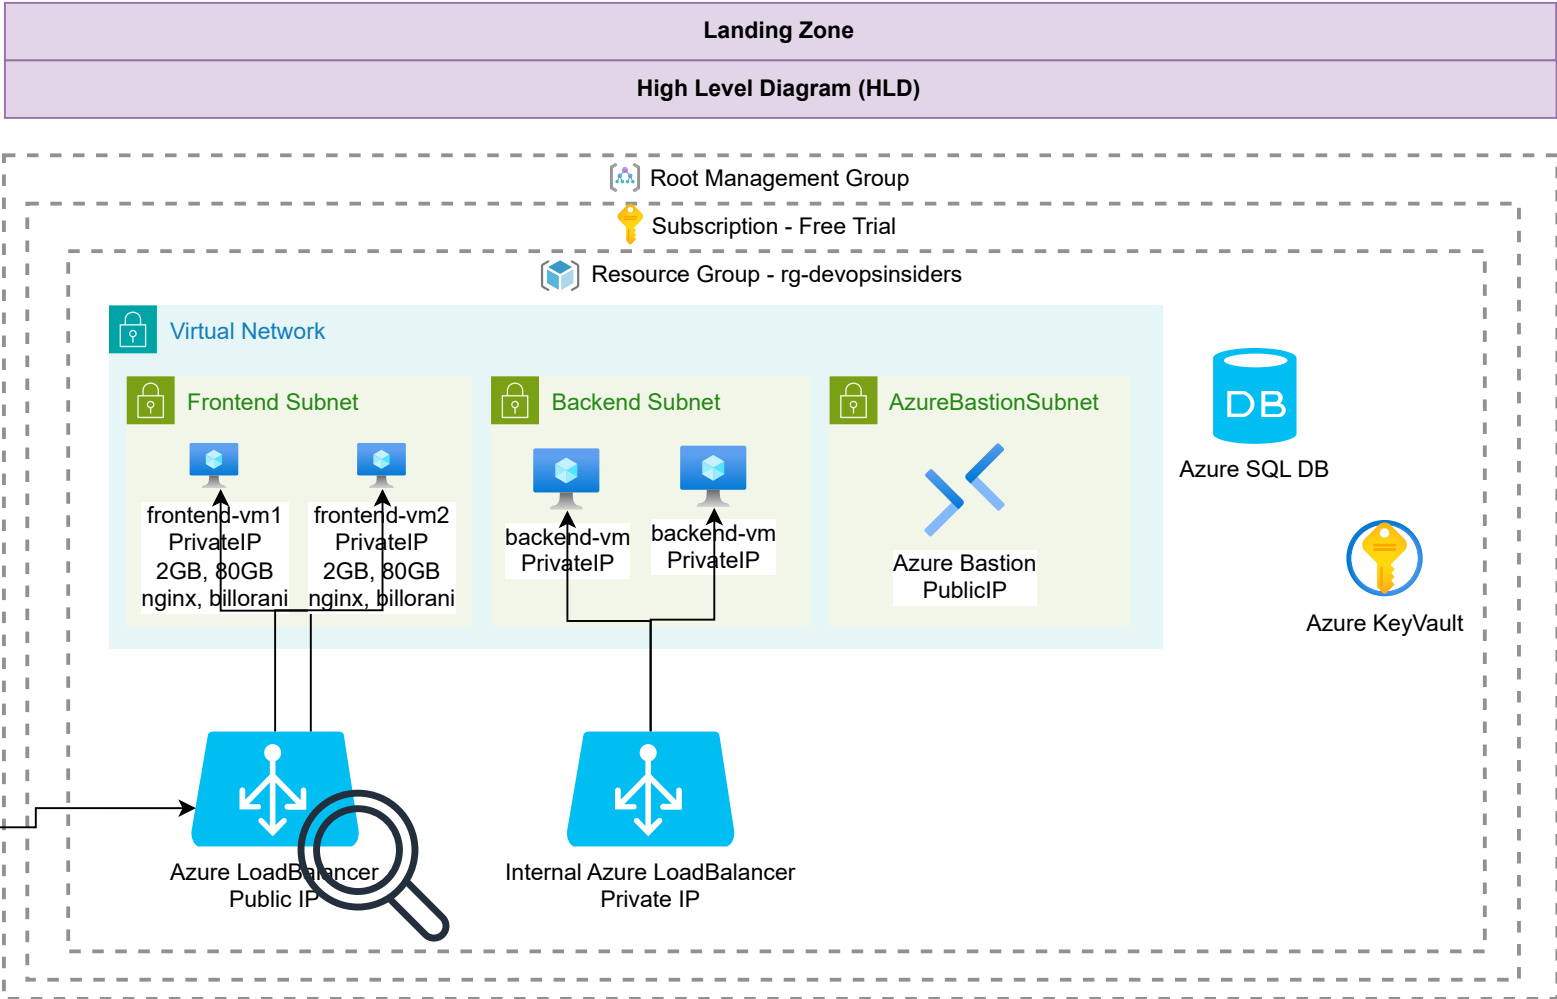 Landing Zone
High Level Diagram (HLD)
Root Management Group
Subscription - Free Trial
Resource Group - rg-devopsinsiders
Virtual Network
Frontend Subnet
Backend Subnet
AzureBastionSubnet
frontend-vm1
PrivateIP
2GB, 80GB
nginx, billorani
frontend-vm2
PrivateIP
2GB, 80GB
nginx, billorani
backend-vm
PrivateIP
backend-vm
PrivateIP
Azure Bastion
PublicIP
DB
Azure SQL DB
Azure KeyVault
Azure LoadBalancer
Public IP
Internal Azure LoadBalancer
Private IP